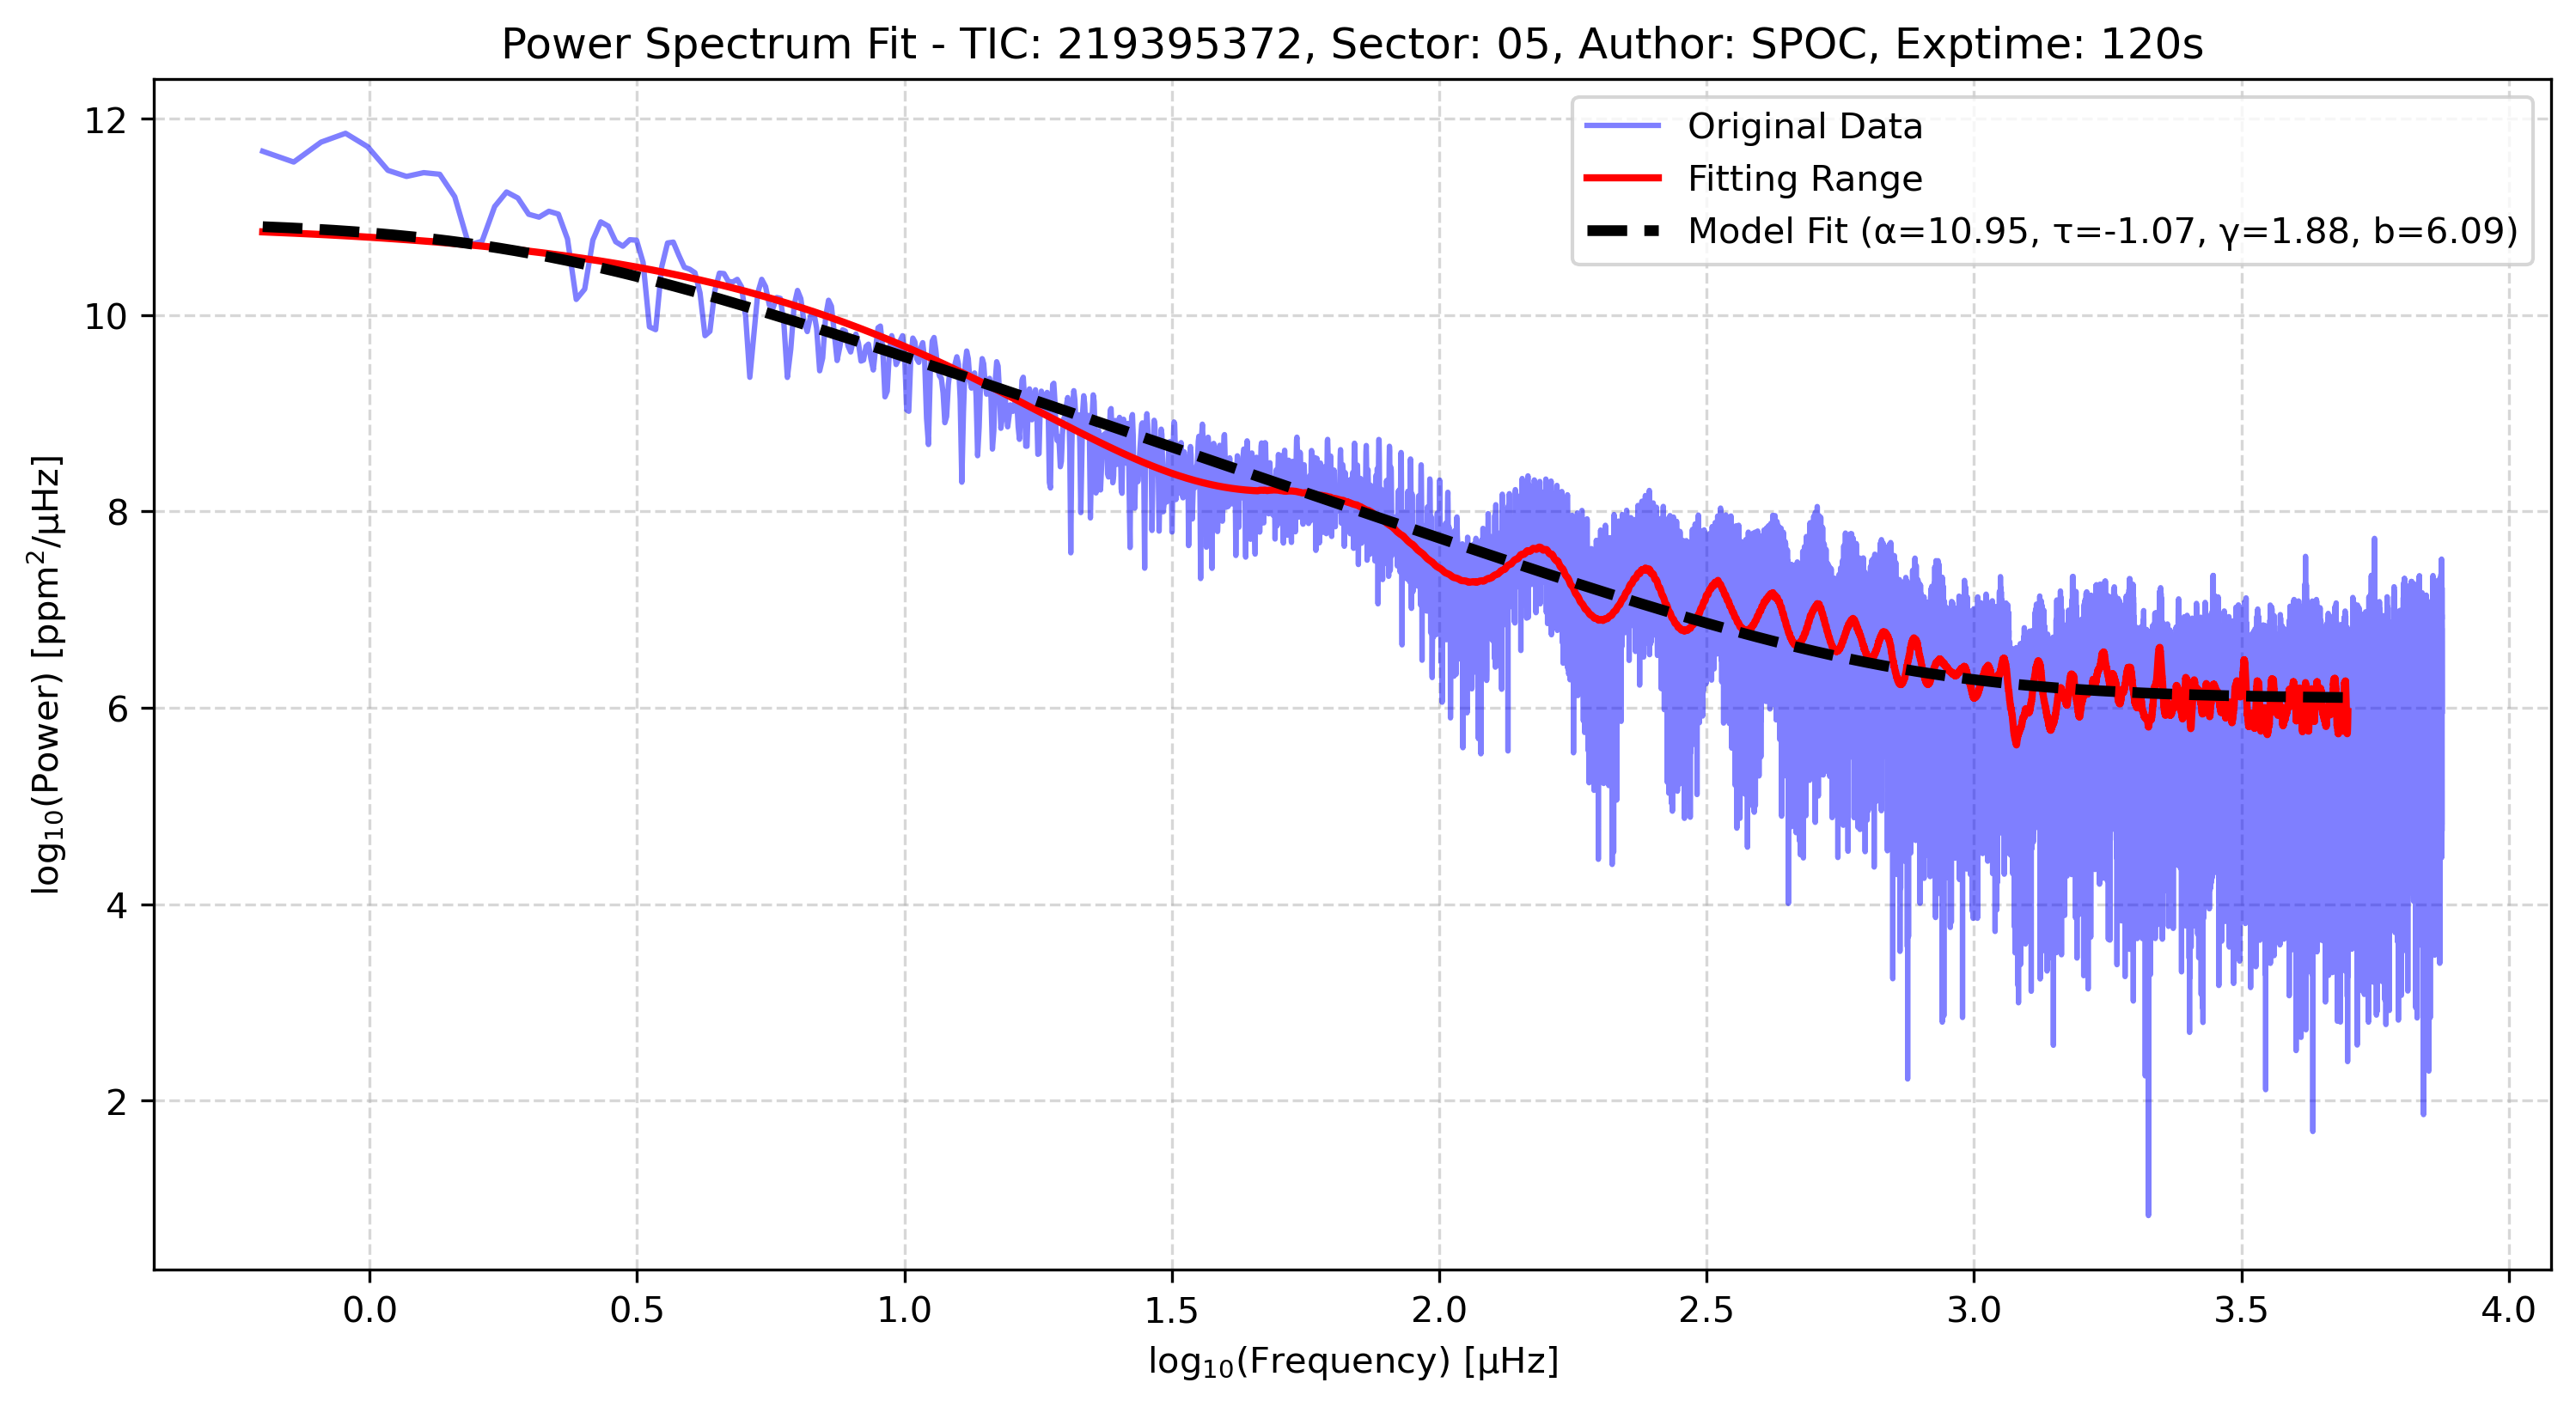 Power Spectrum Fit - TIC: 219395372, Sector: 05, Author: SPOC, Exptime: 120s
Original Data
Fitting Range
Model Fit (α=10.95, τ=-1.07, γ=1.88, b=6.09)
log₁₀(Power) [ppm²/μHz]
12
10
8
6
4
2
0.0 0.5 1.0 1.5 2.0 2.5 3.0 3.5 4.0
log₁₀(Frequency) [μHz]